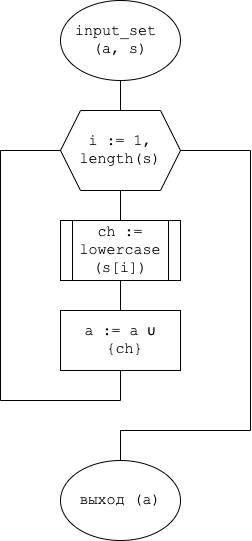 input_set
(a, s)
i := 1,
length(s)
ch :=
lowercase
(s[i])
a := a ∪
{ch}
выход (a)